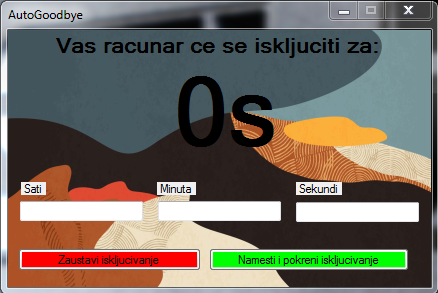 AutoGoodbye
Vas racunar ce se iskljuciti za:
0s
Sati Minuta Sekundi
Zaustavi iskljucivanje Namesti i pokreni iskljucivanje